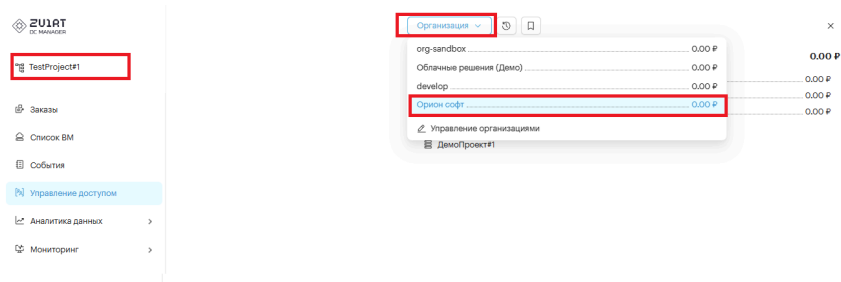 ZVIRT
DC MANAGER
TestProject#1
Заказы
Список ВМ
События
Управление доступом
Аналитика данных
Мониторинг
Организация
org-sandbox 0.00 ₽
Облачные решения (Демо) 0.00 ₽
develop 0.00 ₽
Орион софт 0.00 ₽
Управление организациями
ДемоПроект#1
0.00 ₽
0.00 ₽
0.00 ₽
0.00 ₽